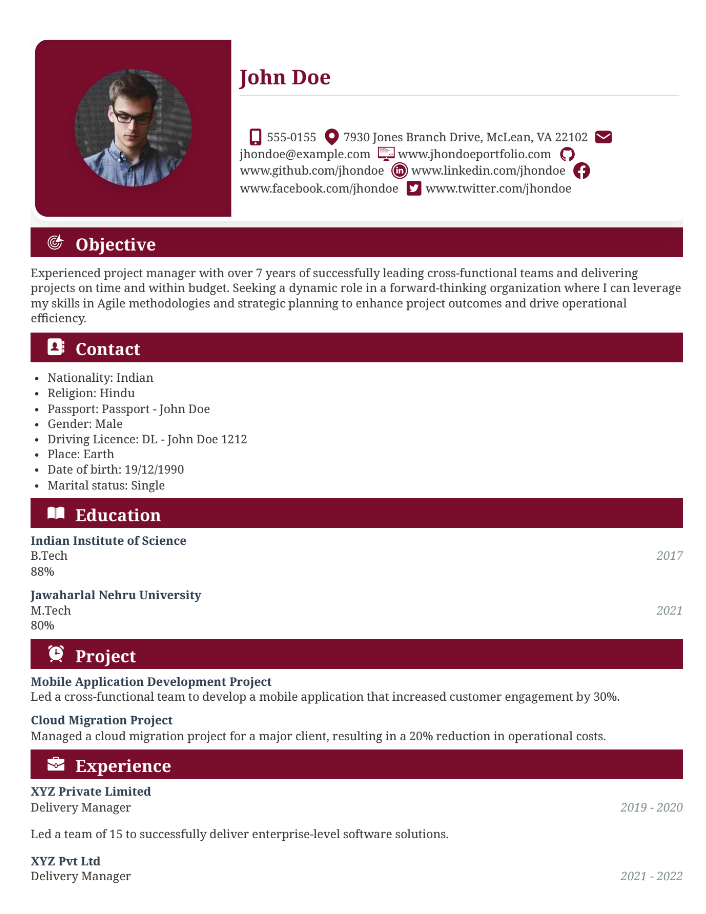 John Doe
555-0155 7930 Jones Branch Drive, McLean, VA 22102
jhondoe@example.com www.jhondoeportfolio.com
www.github.com/jhondoe www.linkedin.com/jhondoe
www.facebook.com/jhondoe www.twitter.com/jhondoe
Objective
Experienced project manager with over 7 years of successfully leading cross-functional teams and delivering
projects on time and within budget. Seeking a dynamic role in a forward-thinking organization where I can leverage
my skills in Agile methodologies and strategic planning to enhance project outcomes and drive operational
efficiency.
Contact
• Nationality: Indian
• Religion: Hindu
• Passport: Passport - John Doe
• Gender: Male
• Driving Licence: DL - John Doe 1212
• Place: Earth
• Date of birth: 19/12/1990
• Marital status: Single
Education
Indian Institute of Science
B.Tech 2017
88%
Jawaharlal Nehru University
M.Tech 2021
80%
Project
Mobile Application Development Project
Led a cross-functional team to develop a mobile application that increased customer engagement by 30%.
Cloud Migration Project
Managed a cloud migration project for a major client, resulting in a 20% reduction in operational costs.
Experience
XYZ Private Limited
Delivery Manager 2019 - 2020
Led a team of 15 to successfully deliver enterprise-level software solutions.
XYZ Pvt Ltd
Delivery Manager 2021 - 2022